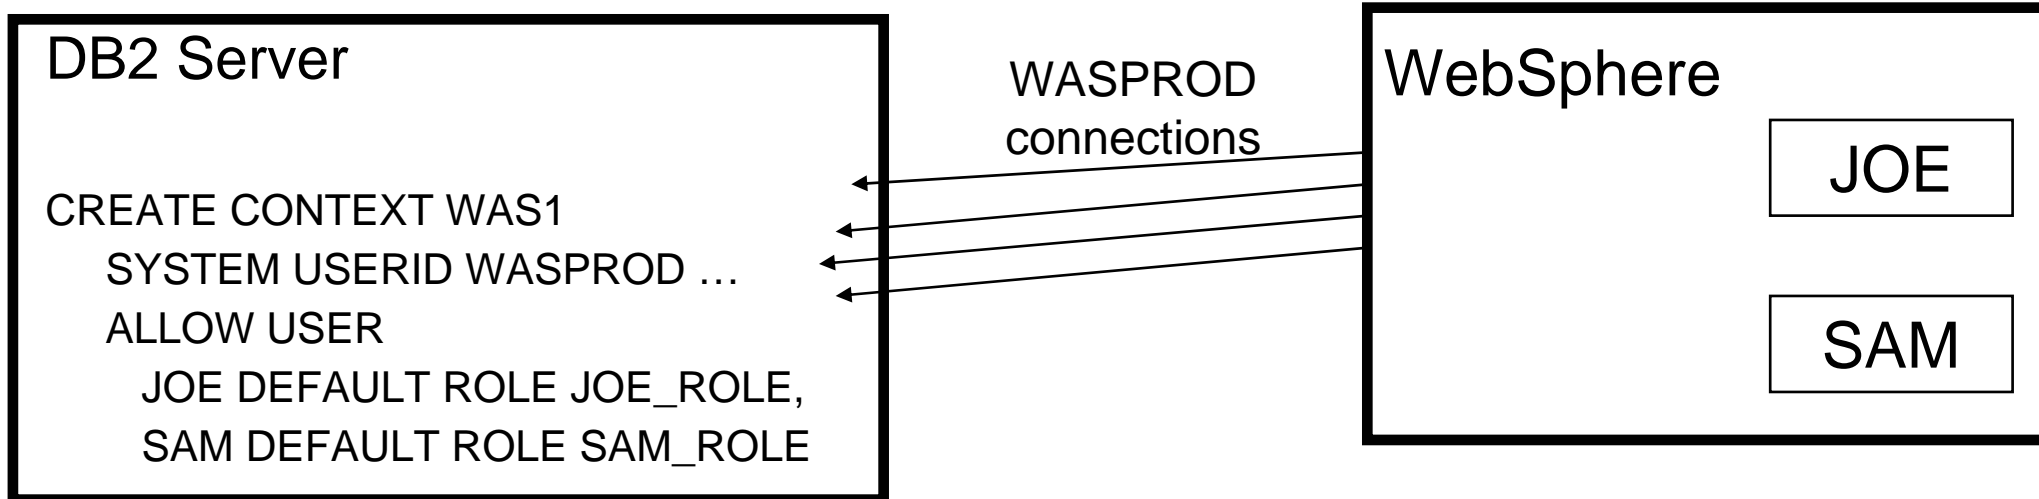 DB2 Server
CREATE CONTEXT WAS1
SYSTEM USERID WASPROD …
ALLOW USER
JOE DEFAULT ROLE JOE_ROLE,
SAM DEFAULT ROLE SAM_ROLE
WASPROD
connections
WebSphere
JOE
SAM